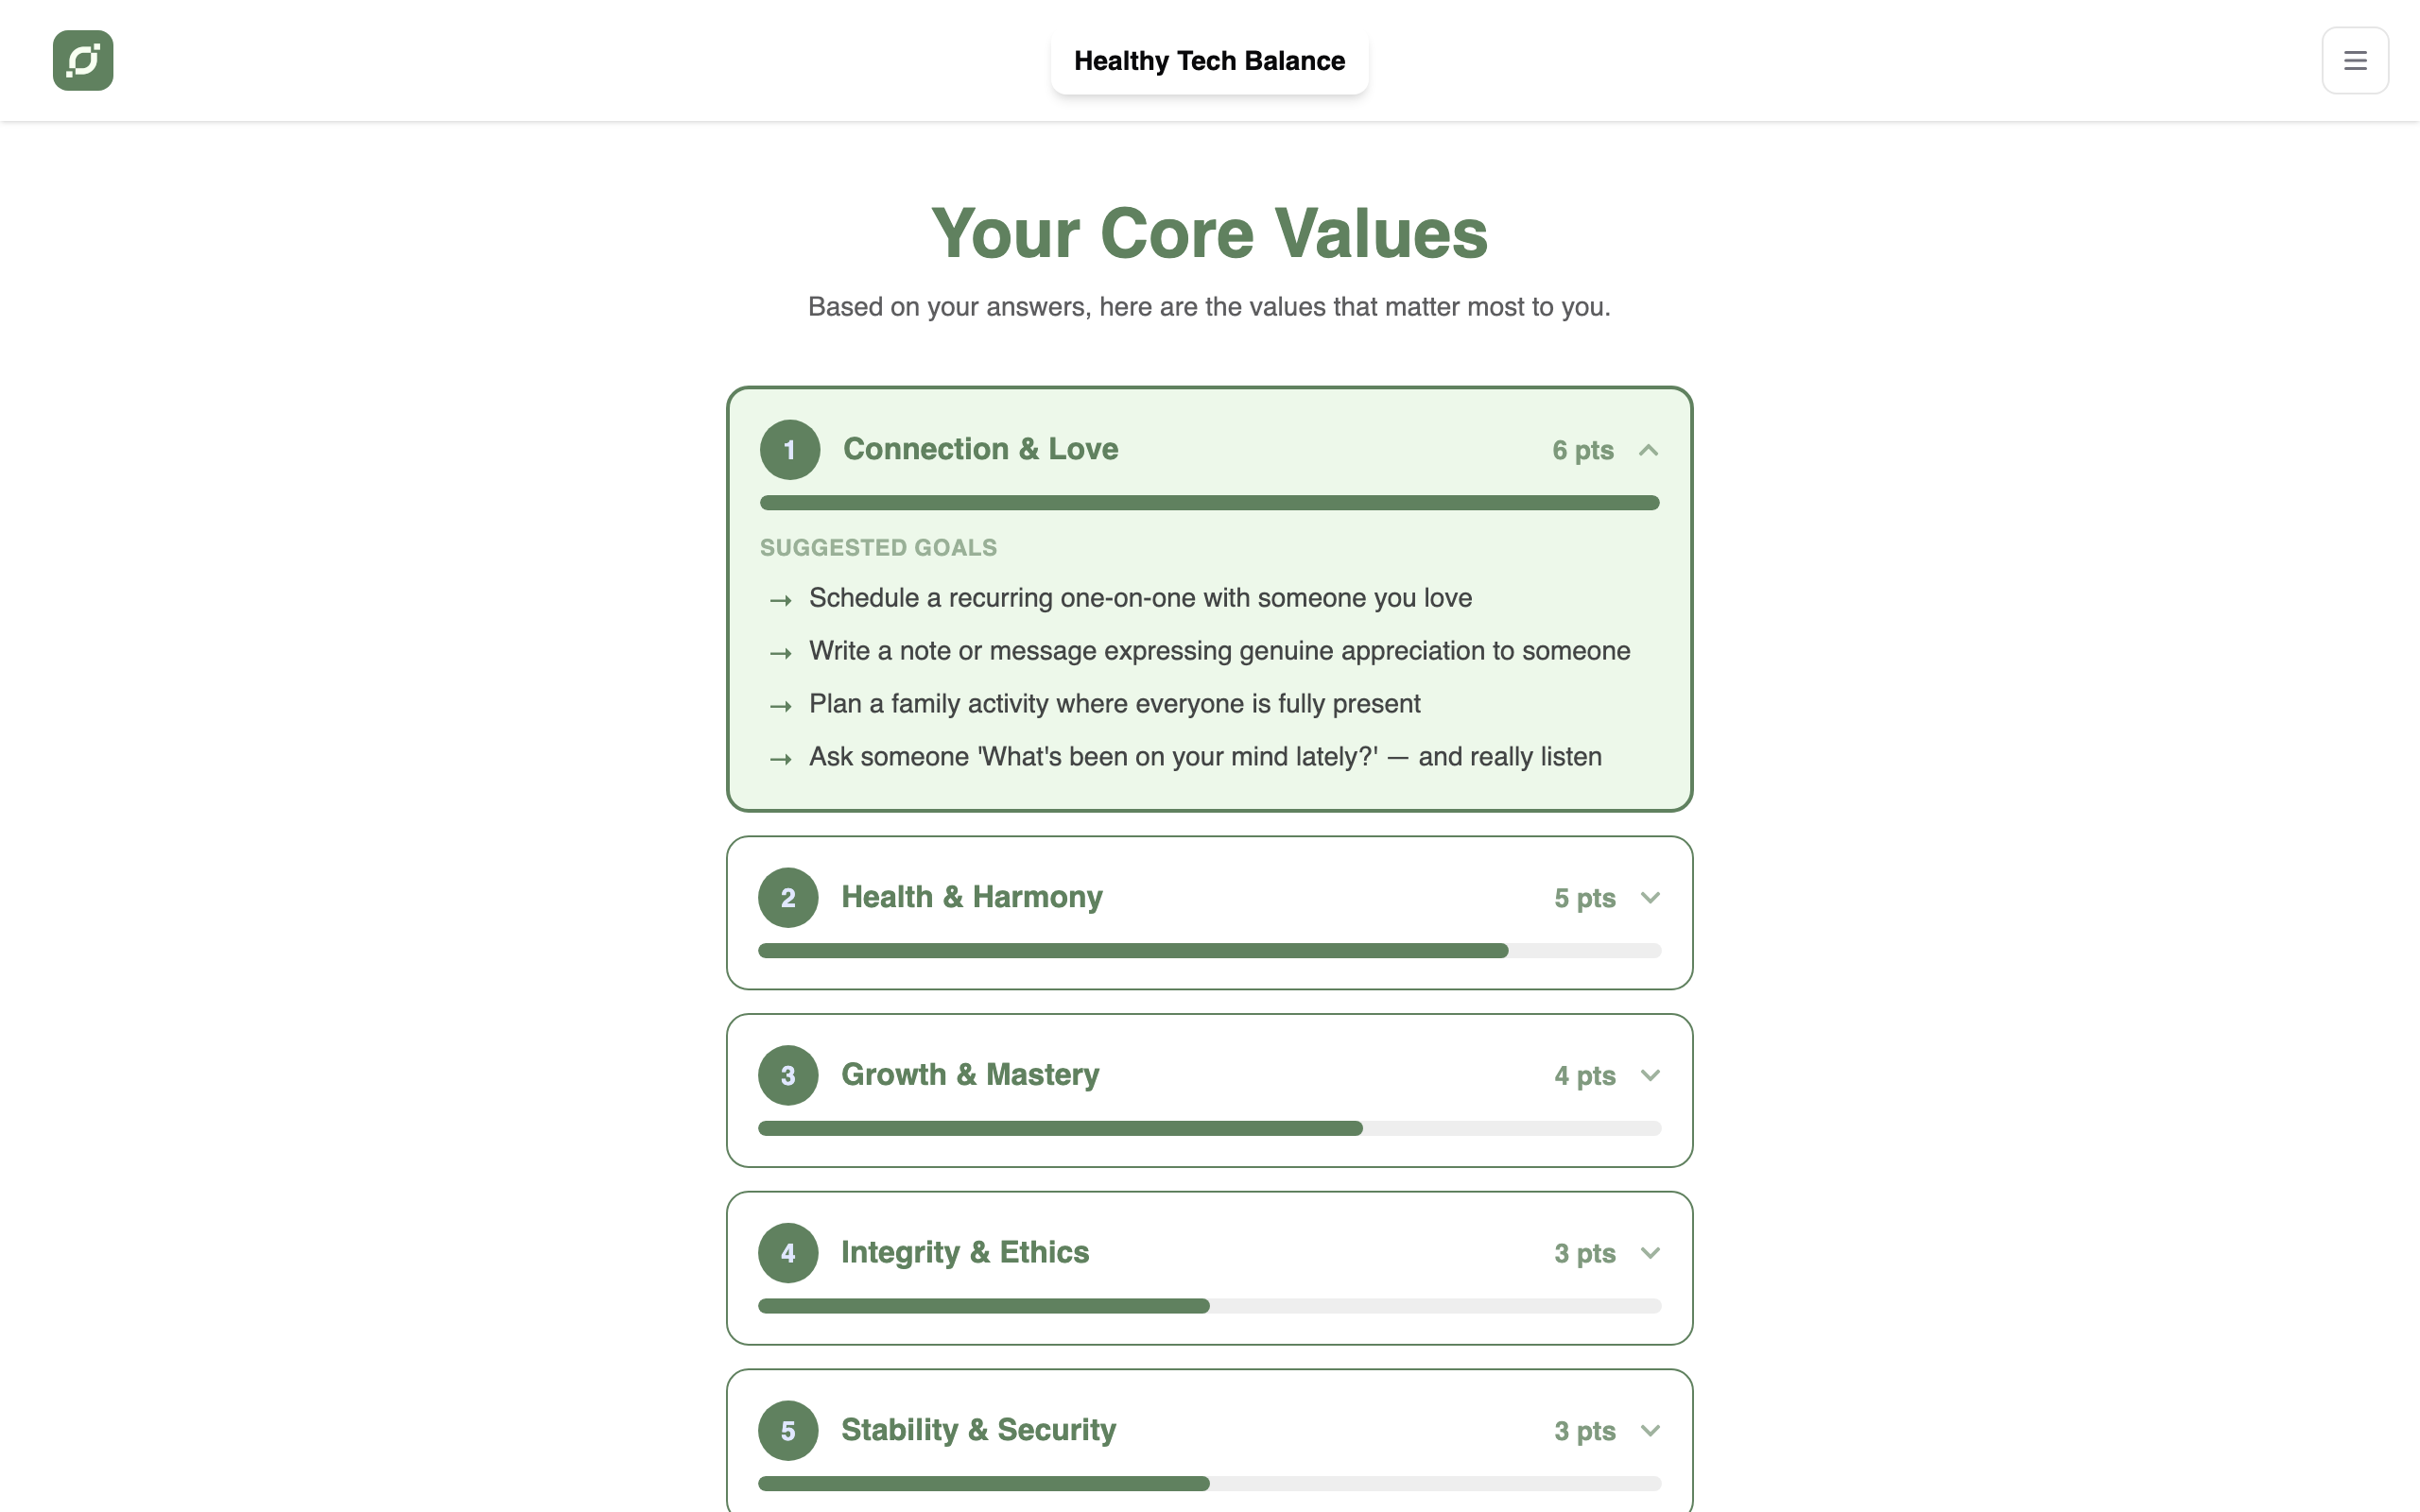 Healthy Tech Balance
Your Core Values
Based on your answers, here are the values that matter most to you.
1 Connection & Love 6 pts
SUGGESTED GOALS
→ Schedule a recurring one-on-one with someone you love
→ Write a note or message expressing genuine appreciation to someone
→ Plan a family activity where everyone is fully present
→ Ask someone 'What's been on your mind lately?' — and really listen
2 Health & Harmony 5 pts
3 Growth & Mastery 4 pts
4 Integrity & Ethics 3 pts
5 Stability & Security 3 pts